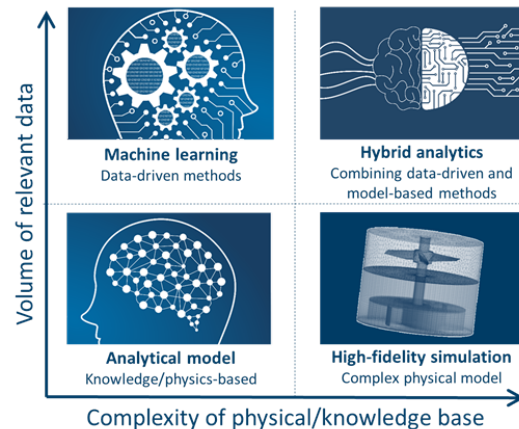 Volume of relevant data
Machine learning
Data-driven methods
Hybrid analytics
Combining data-driven and
model-based methods
Analytical model
Knowledge/physics-based
High-fidelity simulation
Complex physical model
Complexity of physical/knowledge base